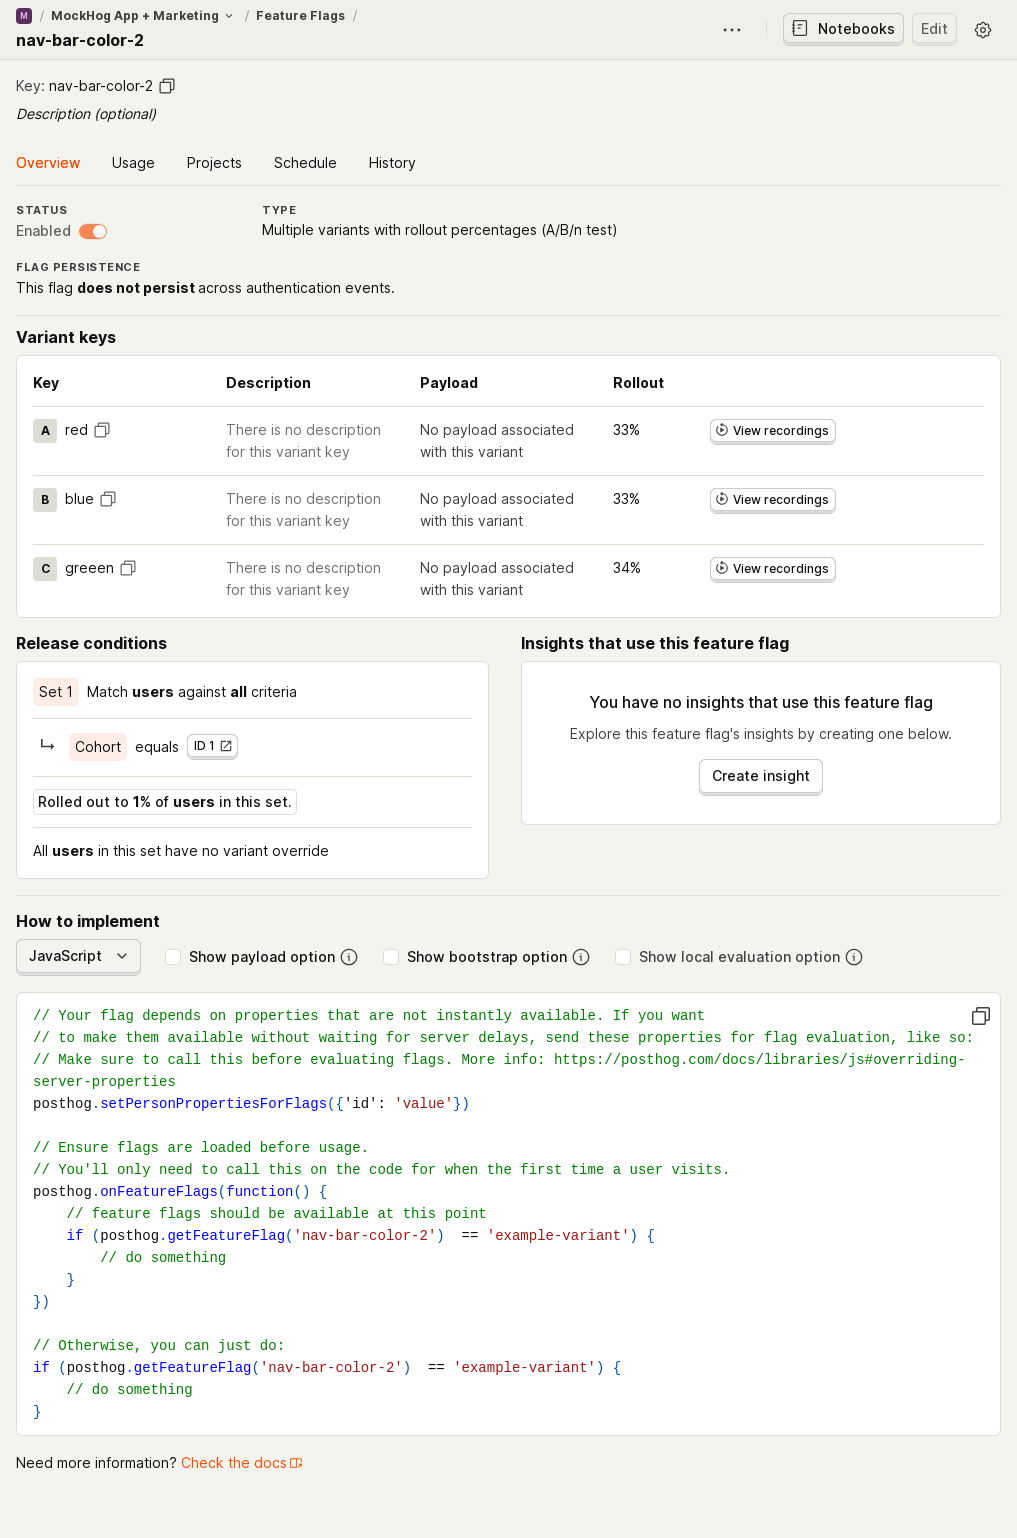 M / MockHog App + Marketing / Feature Flags /
nav-bar-color-2
Notebooks
Edit
Key: nav-bar-color-2
Description (optional)
Overview Usage Projects Schedule History
STATUS
Enabled
TYPE
Multiple variants with rollout percentages (A/B/n test)
FLAG PERSISTENCE
This flag does not persist across authentication events.
Variant keys
Key Description Payload Rollout
A red There is no description No payload associated 33% View recordings
for this variant key with this variant
B blue There is no description No payload associated 33% View recordings
for this variant key with this variant
C greeen There is no description No payload associated 34% View recordings
for this variant key with this variant
Release conditions
Set 1 Match users against all criteria
Cohort equals ID 1
Rolled out to 1% of users in this set.
All users in this set have no variant override
Insights that use this feature flag
You have no insights that use this feature flag
Explore this feature flag's insights by creating one below.
Create insight
How to implement
JavaScript Show payload option Show bootstrap option Show local evaluation option
// Your flag depends on properties that are not instantly available. If you want
// to make them available without waiting for server delays, send these properties for flag evaluation, like so:
// Make sure to call this before evaluating flags. More info: https://posthog.com/docs/libraries/js#overriding-
server-properties
posthog.setPersonPropertiesForFlags({'id': 'value'})
// Ensure flags are loaded before usage.
// You'll only need to call this on the code for when the first time a user visits.
posthog.onFeatureFlags(function() {
    // feature flags should be available at this point
    if (posthog.getFeatureFlag('nav-bar-color-2')  == 'example-variant') {
        // do something
    }
})
// Otherwise, you can just do:
if (posthog.getFeatureFlag('nav-bar-color-2')  == 'example-variant') {
    // do something
}
Need more information? Check the docs